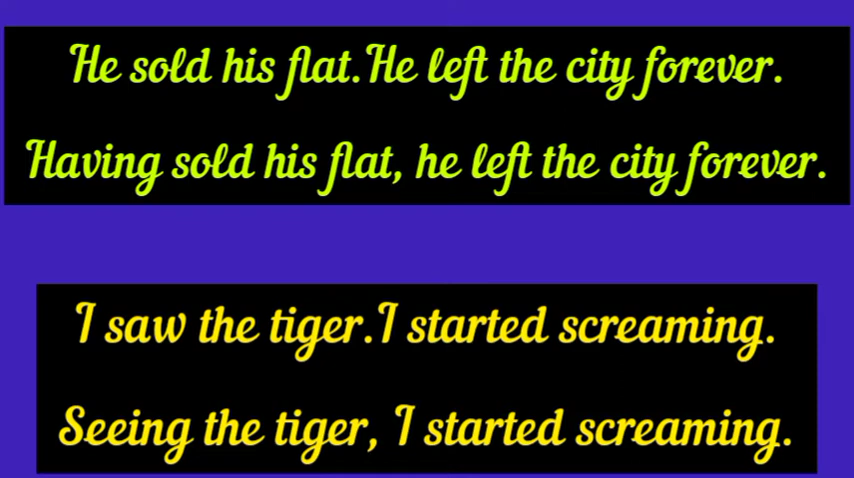 He sold his flat.He left the city forever.
Having sold his flat, he left the city forever.
I saw the tiger.I started screaming.
Seeing the tiger, I started screaming.